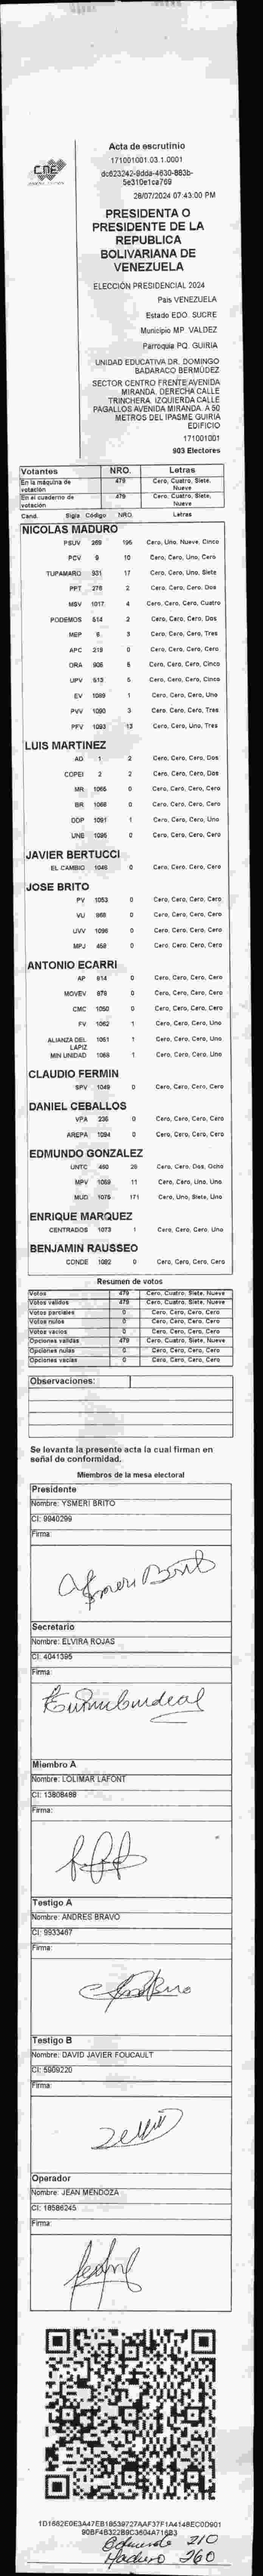 CNE
Acta de escrutinio
171001001.03.1.0001
dc623242-9dda-4630-883b-
5e310e1ca769
28/07/2024 07:43:00 PM
PRESIDENTA O
PRESIDENTE DE LA
REPUBLICA
BOLIVARIANA DE
VENEZUELA
ELECCIÓN PRESIDENCIAL 2024
País VENEZUELA
Estado EDO. SUCRE
Municipio MP. VALDEZ
Parroquia PQ. GUIRIA
UNIDAD EDUCATIVA DR. DOMINGO
BADARACO BERMÚDEZ
SECTOR CENTRO FRENTE AVENIDA
MIRANDA. DERECHA CALLE
TRINCHERA. IZQUIERDA CALLE
PAGALLOS AVENIDA MIRANDA. A 50
METROS DEL IPASME GUIRIA
EDIFICIO
171001001
903 Electores
Votantes NRO. Letras
En la máquina de votación 479 Cero, Cuatro, Siete, Nueve
En el cuaderno de votación 479 Cero, Cuatro, Siete, Nueve
Cand. Sigla Código NRO. Letras
NICOLAS MADURO
PSUV 269 195 Cero, Uno, Nueve, Cinco
PCV 9 10 Cero, Cero, Uno, Cero
TUPAMARO 931 17 Cero, Cero, Uno, Siete
PPT 276 2 Cero, Cero, Cero, Dos
MSV 1017 4 Cero, Cero, Cero, Cuatro
PODEMOS 514 2 Cero, Cero, Cero, Dos
MEP 6 3 Cero, Cero, Cero, Tres
APC 219 0 Cero, Cero, Cero, Cero
ORA 906 5 Cero, Cero, Cero, Cinco
UPV 513 5 Cero, Cero, Cero, Cinco
EV 1089 1 Cero, Cero, Cero, Uno
PVV 1090 3 Cero, Cero, Cero, Tres
PFV 1093 13 Cero, Cero, Uno, Tres
LUIS MARTINEZ
AD 1 2 Cero, Cero, Cero, Dos
COPEI 2 2 Cero, Cero, Cero, Dos
MR 1065 0 Cero, Cero, Cero, Cero
BR 1068 0 Cero, Cero, Cero, Cero
DDP 1091 1 Cero, Cero, Cero, Uno
UNE 1095 0 Cero, Cero, Cero, Cero
JAVIER BERTUCCI
EL CAMBIO 1046 0 Cero, Cero, Cero, Cero
JOSE BRITO
PV 1053 0 Cero, Cero, Cero, Cero
VU 968 0 Cero, Cero, Cero, Cero
UVV 1096 0 Cero, Cero, Cero, Cero
MPJ 458 0 Cero, Cero, Cero, Cero
ANTONIO ECARRI
AP 914 0 Cero, Cero, Cero, Cero
MOVEV 979 0 Cero, Cero, Cero, Cero
CMC 1050 0 Cero, Cero, Cero, Cero
FV 1062 1 Cero, Cero, Cero, Uno
ALIANZA DEL LAPIZ 1051 1 Cero, Cero, Cero, Uno
MIN UNIDAD 1 Cero, Cero, Cero, Uno
CLAUDIO FERMIN
SPV 1049 0 Cero, Cero, Cero, Cero
DANIEL CEBALLOS
VPA 236 0 Cero, Cero, Cero, Cero
AREPA 1094 0 Cero, Cero, Cero, Cero
EDMUNDO GONZALEZ
UNTC 28 Cero, Cero, Dos, Ocho
MPV 1059 11 Cero, Cero, Uno, Uno
MUD 1075 171 Cero, Uno, Siete, Uno
ENRIQUE MARQUEZ
CENTRADOS 1073 1 Cero, Cero, Cero, Uno
BENJAMIN RAUSSEO
CONDE 1082 0 Cero, Cero, Cero, Cero
Resumen de votos
Votos 479 Cero, Cuatro, Siete, Nueve
Votos válidos 479 Cero, Cuatro, Siete, Nueve
Votos parciales 0 Cero, Cero, Cero, Cero
Votos nulos 0 Cero, Cero, Cero, Cero
Votos vacíos 0 Cero, Cero, Cero, Cero
Opciones válidas 479 Cero, Cuatro, Siete, Nueve
Opciones nulas 0 Cero, Cero, Cero, Cero
Opciones vacías 0 Cero, Cero, Cero, Cero
Observaciones:
Se levanta la presente acta la cual firman en
señal de conformidad.
Miembros de la mesa electoral
Presidente
Nombre: YSMERI BRITO
CI: 9940299
Firma:
Secretario
Nombre: ELVIRA ROJAS
CI: 4041395
Firma:
Miembro A
Nombre: LOLIMAR LAFONT
CI: 13808488
Firma:
Testigo A
Nombre: ANDRES BRAVO
CI: 9933467
Firma:
Testigo B
Nombre: DAVID JAVIER FOUCAULT
CI: 5909220
Firma:
Operador
Nombre: JEAN MENDOZA
CI: 18586245
Firma:
1D1682E0E3A47EB18539727AAF37F1A4148EC0D901
90BF4B322B9C3604A716B3
210
Maduro 260